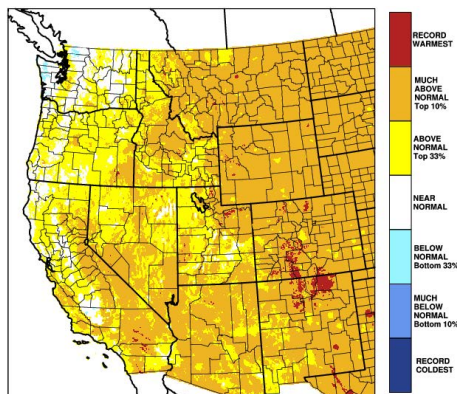 RECORD
WARMEST
MUCH
ABOVE
NORMAL
Top 10%
ABOVE
NORMAL
Top 33%
NEAR
NORMAL
BELOW
NORMAL
Bottom 33%
MUCH
BELOW
NORMAL
Bottom 10%
RECORD
COLDEST